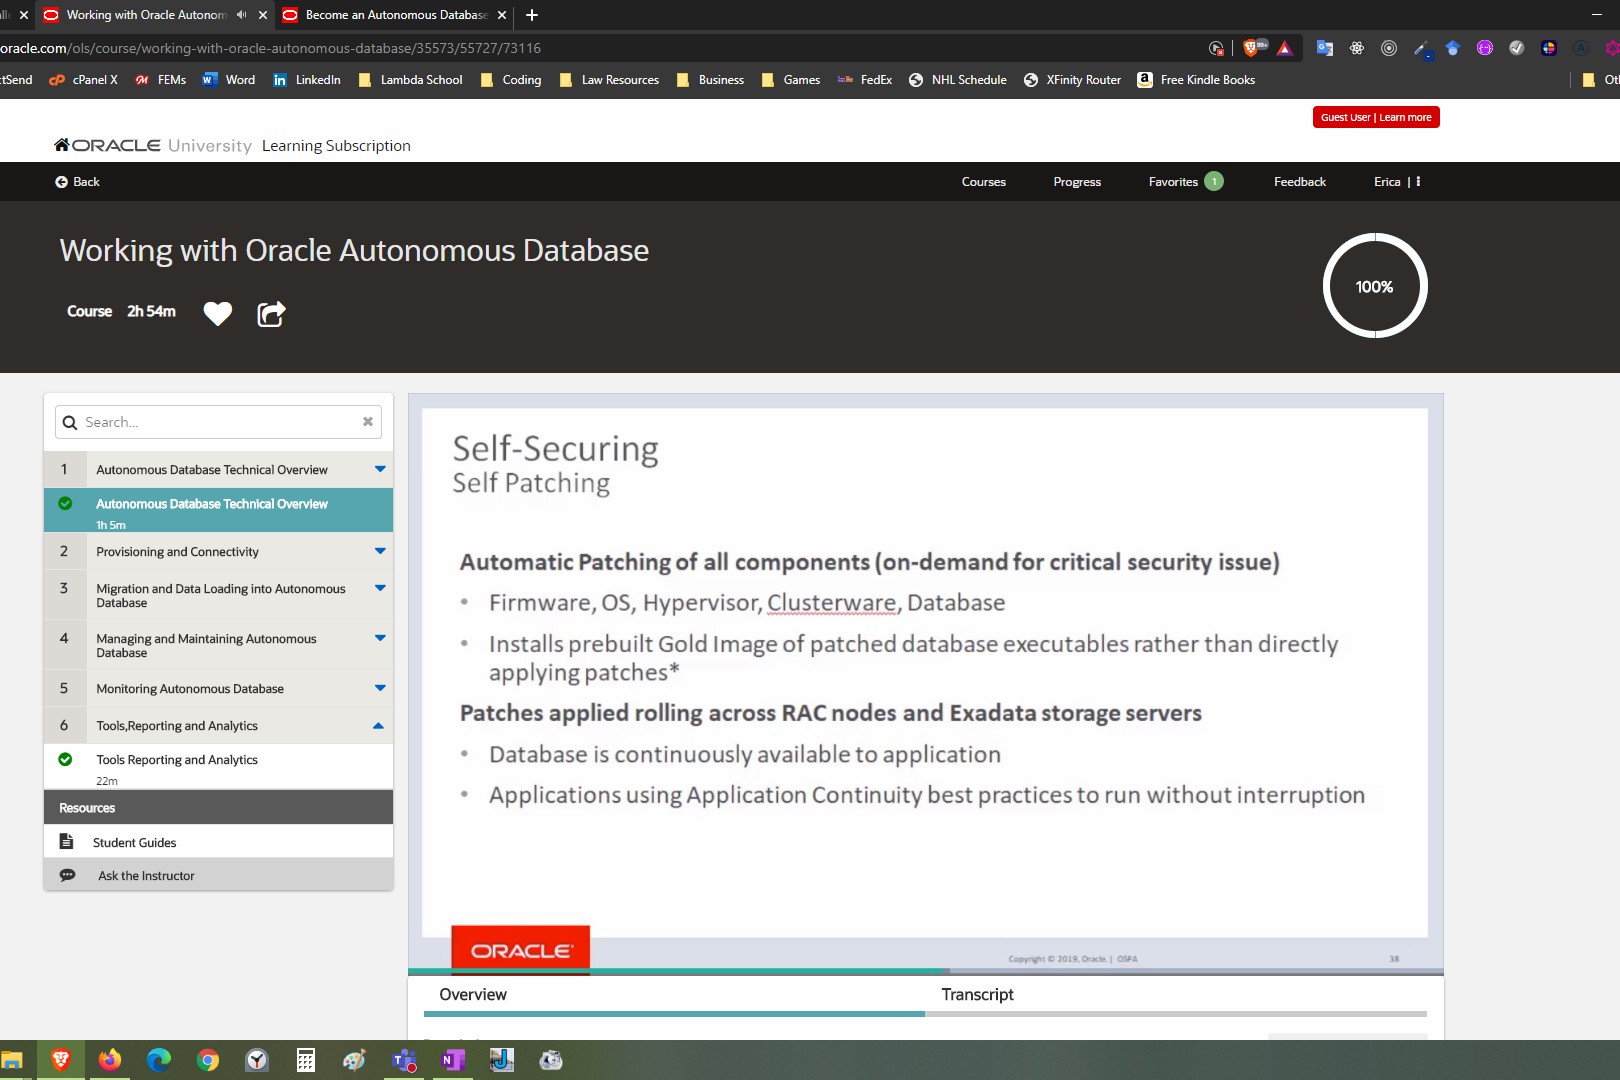 Working with Oracle Autonom
Become an Autonomous Database
oracle.com/ols/course/working-with-oracle-autonomous-database/35573/55727/73116
ctSend cPanel X FEMs Word LinkedIn Lambda School Coding Law Resources Business Games FedEx NHL Schedule XFinity Router Free Kindle Books
Guest User | Learn more
ORACLE University Learning Subscription
Back Courses Progress Favorites 1 Feedback Erica |
Working with Oracle Autonomous Database
100%
Course 2h 54m
Search...
1 Autonomous Database Technical Overview
Autonomous Database Technical Overview
1h 5m
2 Provisioning and Connectivity
3 Migration and Data Loading into Autonomous
Database
4 Managing and Maintaining Autonomous
Database
5 Monitoring Autonomous Database
6 Tools,Reporting and Analytics
Tools Reporting and Analytics
22m
Resources
Student Guides
Ask the Instructor
Self-Securing
Self Patching
Automatic Patching of all components (on-demand for critical security issue)
• Firmware, OS, Hypervisor, Clusterware, Database
• Installs prebuilt Gold Image of patched database executables rather than directly
applying patches*
Patches applied rolling across RAC nodes and Exadata storage servers
• Database is continuously available to application
• Applications using Application Continuity best practices to run without interruption
ORACLE
Copyright © 2019, Oracle. | OSPA 38
Overview Transcript